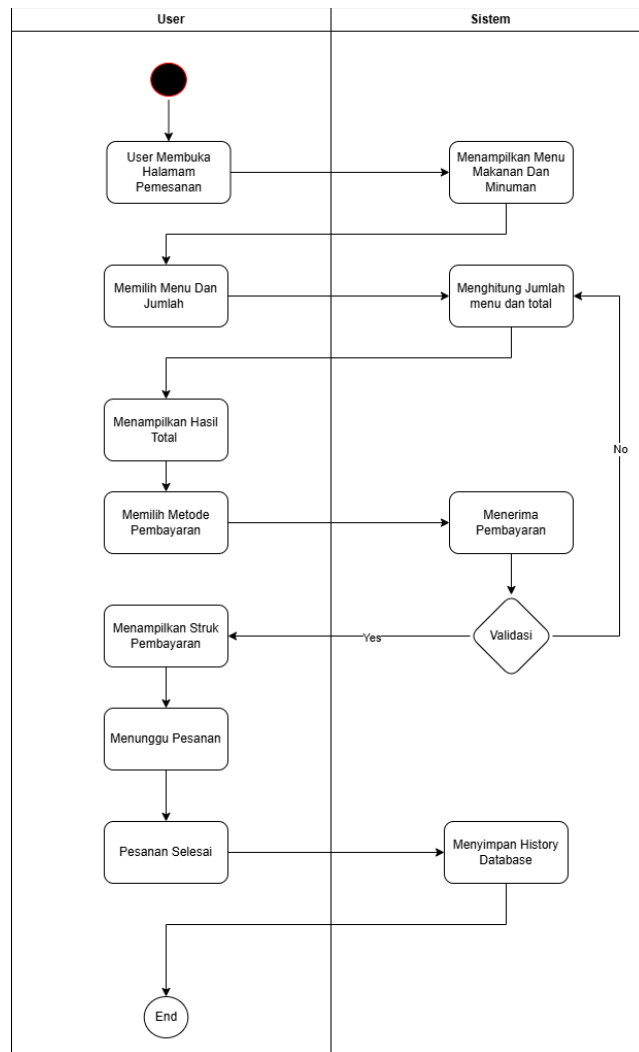 User
Sistem
User Membuka
Halamam
Pemesanan
Menampilkan Menu
Makanan Dan
Minuman
Memilih Menu Dan
Jumlah
Menghitung Jumlah
menu dan total
Menampilkan Hasil
Total
No
Memilih Metode
Pembayaran
Menerima
Pembayaran
Menampilkan Struk
Pembayaran
Yes
Validasi
Menunggu Pesanan
Pesanan Selesai
Menyimpan History
Database
End